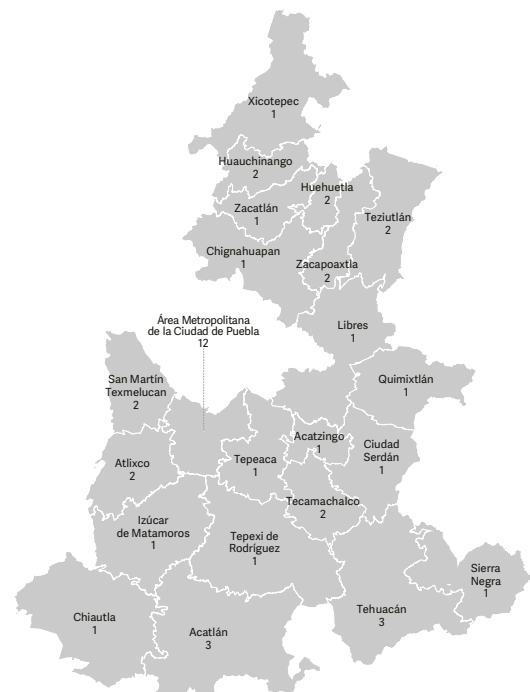 Xicotepec
1
Huauchinango
2
Huehuetla
2
Zacatlán
1
Teziutlán
2
Chignahuapan
1
Zacapoaxtla
2
Área Metropolitana
de la Ciudad de Puebla
12
Libres
1
San Martín
Texmelucan
2
Quimixtlán
1
Acatzingo
1
Ciudad
Serdán
1
Atlixco
2
Tepeaca
1
Tecamachalco
2
Izúcar
de Matamoros
1
Tepexi de
Rodríguez
1
Sierra
Negra
1
Tehuacán
3
Chiautla
1
Acatlán
3